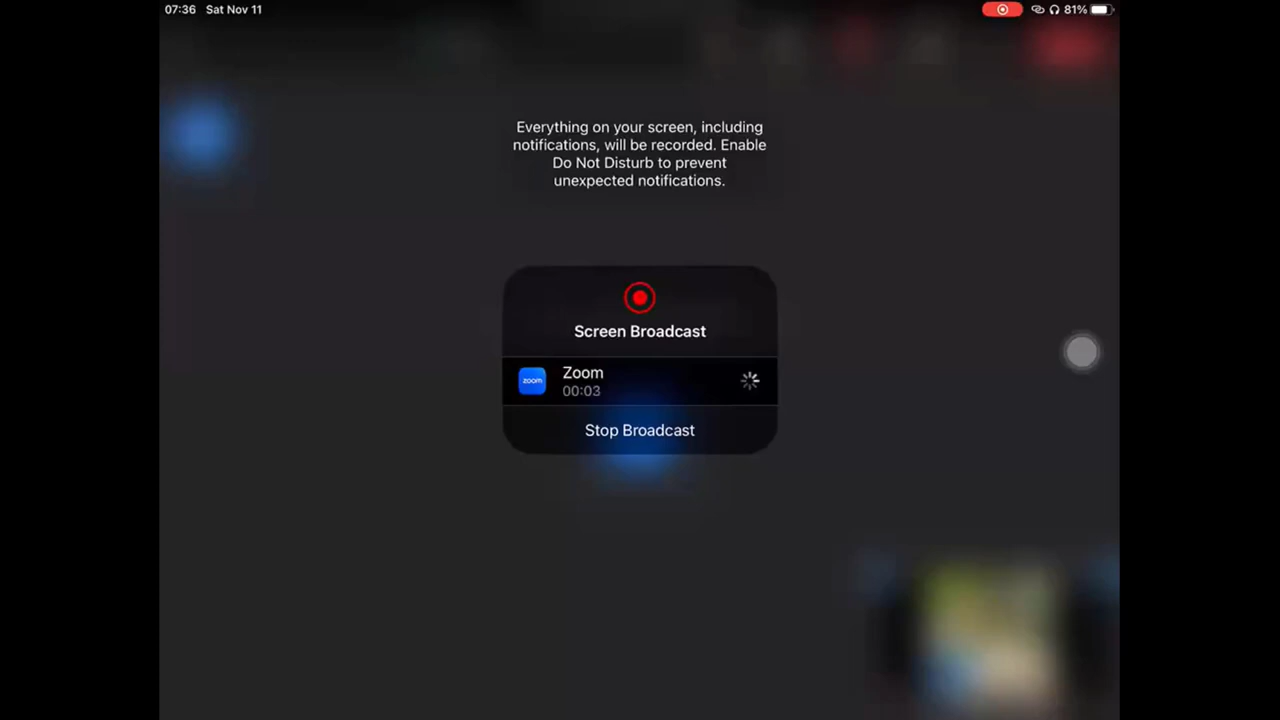 07:36 Sat Nov 11 81%
Everything on your screen, including
notifications, will be recorded. Enable
Do Not Disturb to prevent
unexpected notifications.
Screen Broadcast
zoom Zoom
00:03
Stop Broadcast